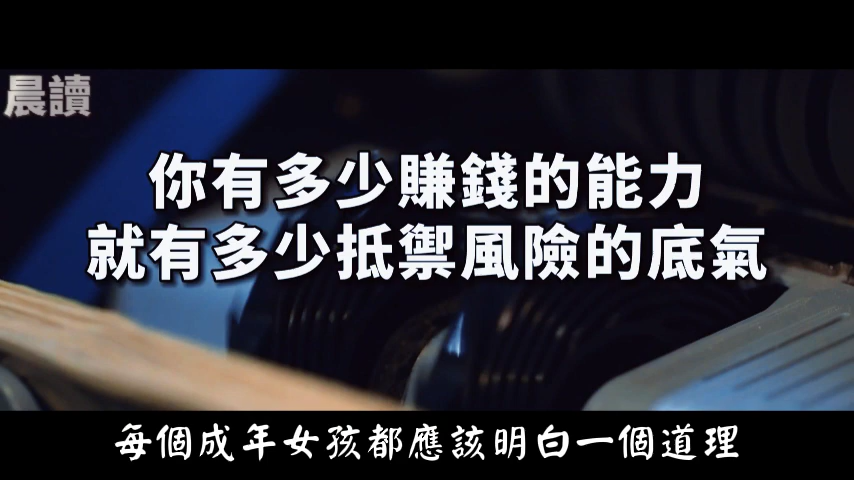 晨讀
你有多少賺錢的能力
就有多少抵禦風險的底氣
每個成年女孩都應該明白一個道理